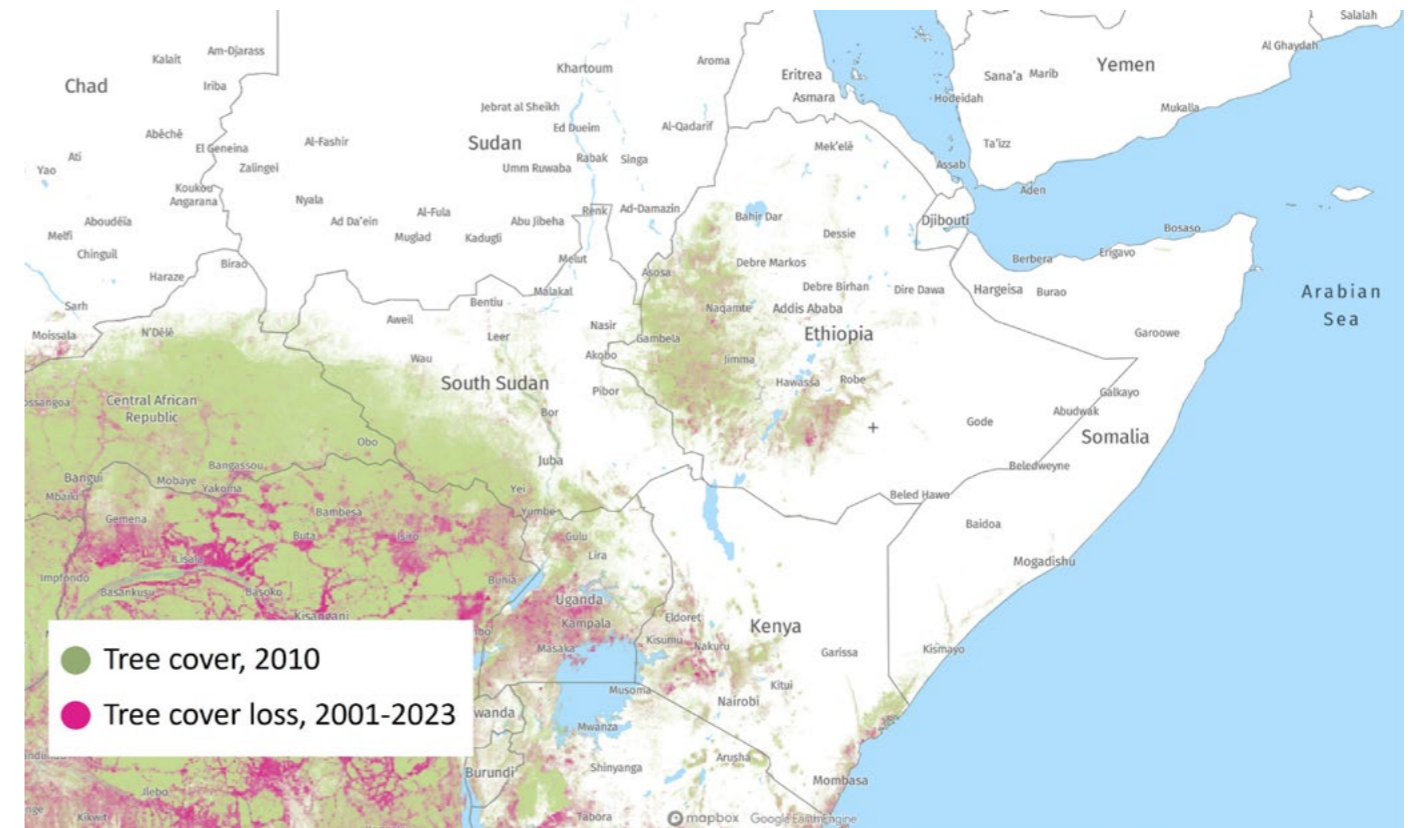 Salalah
Am-Djarass
Kalait
Al Ghaydah
Khartoum
Aroma
Eritrea
Sana'a
Marib
Yemen
Chad
Iriba
Asmara
Hodeidah
Jebrat al Sheikh
Mukalla
Abéché
Ed Dueim
Al-Qadarif
El Geneina
Al-Fashir
Sudan
Mek'elē
Ta'izz
Ati
Yao
Zalingei
Umm Ruwaba
Rabak
Singa
Assab
Koukou
Angarana
Nyala
Aden
Aboudéïa
Ad Da'ein
Al-Fula
Abu Jibeha
Renk
Ad-Damazin
Bahir Dar
Djibouti
Melfi
Muglad
Kadugli
Dessie
Bosaso
Chinguil
Birao
Melut
Debre Markos
Berbera
Erigavo
Haraze
Asosa
Malakal
Debre Birhan
Dire Dawa
Hargeisa
Burao
Arabian
Sea
Sarh
Bentiu
Naqamte
Addis Ababa
Moissala
N'Délé
Aweil
Leer
Nasir
Gambela
Ethiopia
Garoowe
Wau
Akobo
Jimma
South Sudan
Pibor
Hawassa
Robe
Galkayo
ossangoa
Central African
Republic
Bor
Abudwak
Gode
Somalia
Obo
Juba
Bangui
Bangassou
Beledweyne
Mobaye
Yakoma
Yei
Mbaiki
Beled Hawo
Gemena
Bambesa
Yumbe
Baidoa
Buta
Isiro
Gulu
Lira
Lisala
Mogadishu
Impfondo
Bunia
Basankusu
Basoko
Uganda
Kisangani
Kampala
Eldoret
Kenya
Kisumu
Nakuru
Masaka
Garissa
Kismayo
Tree cover, 2010
Musoma
Kitui
Nairobi
Tree cover loss, 2001-2023
wanda
Mwanza
Arusha
Burundi
Shinyanga
Mombasa
Ilebo
Kikwit
Tabora
mapbox
Google Earth Engine